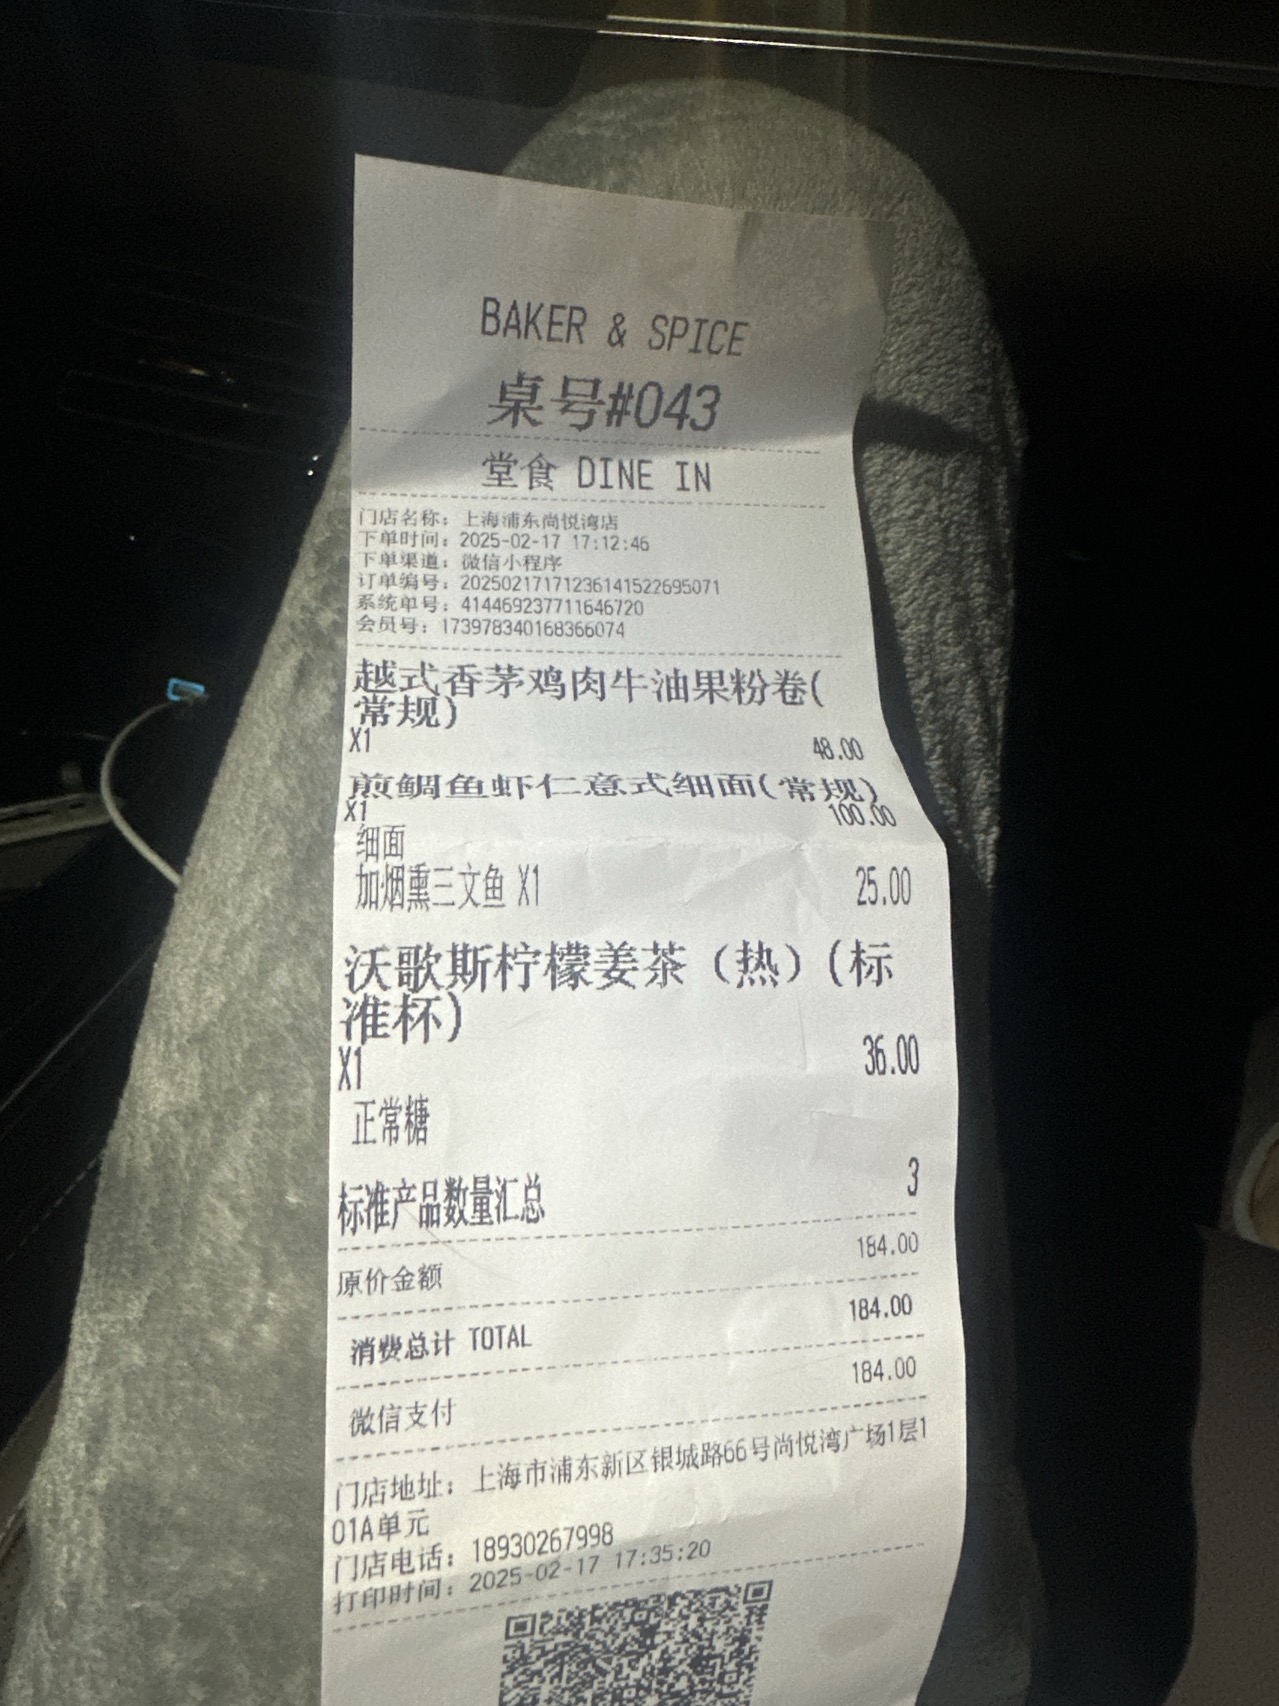 BAKER & SPICE
桌号#043
堂食 DINE IN
门店名称：上海浦东尚悦湾店
下单时间：2025-02-17 17:12:46
下单渠道：微信小程序
订单编号：20250217171236141522695071
系统单号：414469237711646720
会员号：173978340168366074
越式香茅鸡肉牛油果粉卷(
常规)
X1 48.00
煎鲷鱼虾仁意式细面(常规)
X1 100.00
细面
加烟熏三文鱼 X1 25.00
沃歌斯柠檬姜茶（热）(标
准杯)
X1 36.00
正常糖
标准产品数量汇总 3
原价金额 184.00
消费总计 TOTAL 184.00
微信支付 184.00
门店地址：上海市浦东新区银城路66号尚悦湾广场1层1
01A单元
门店电话：18930267998
打印时间：2025-02-17 17:35:20